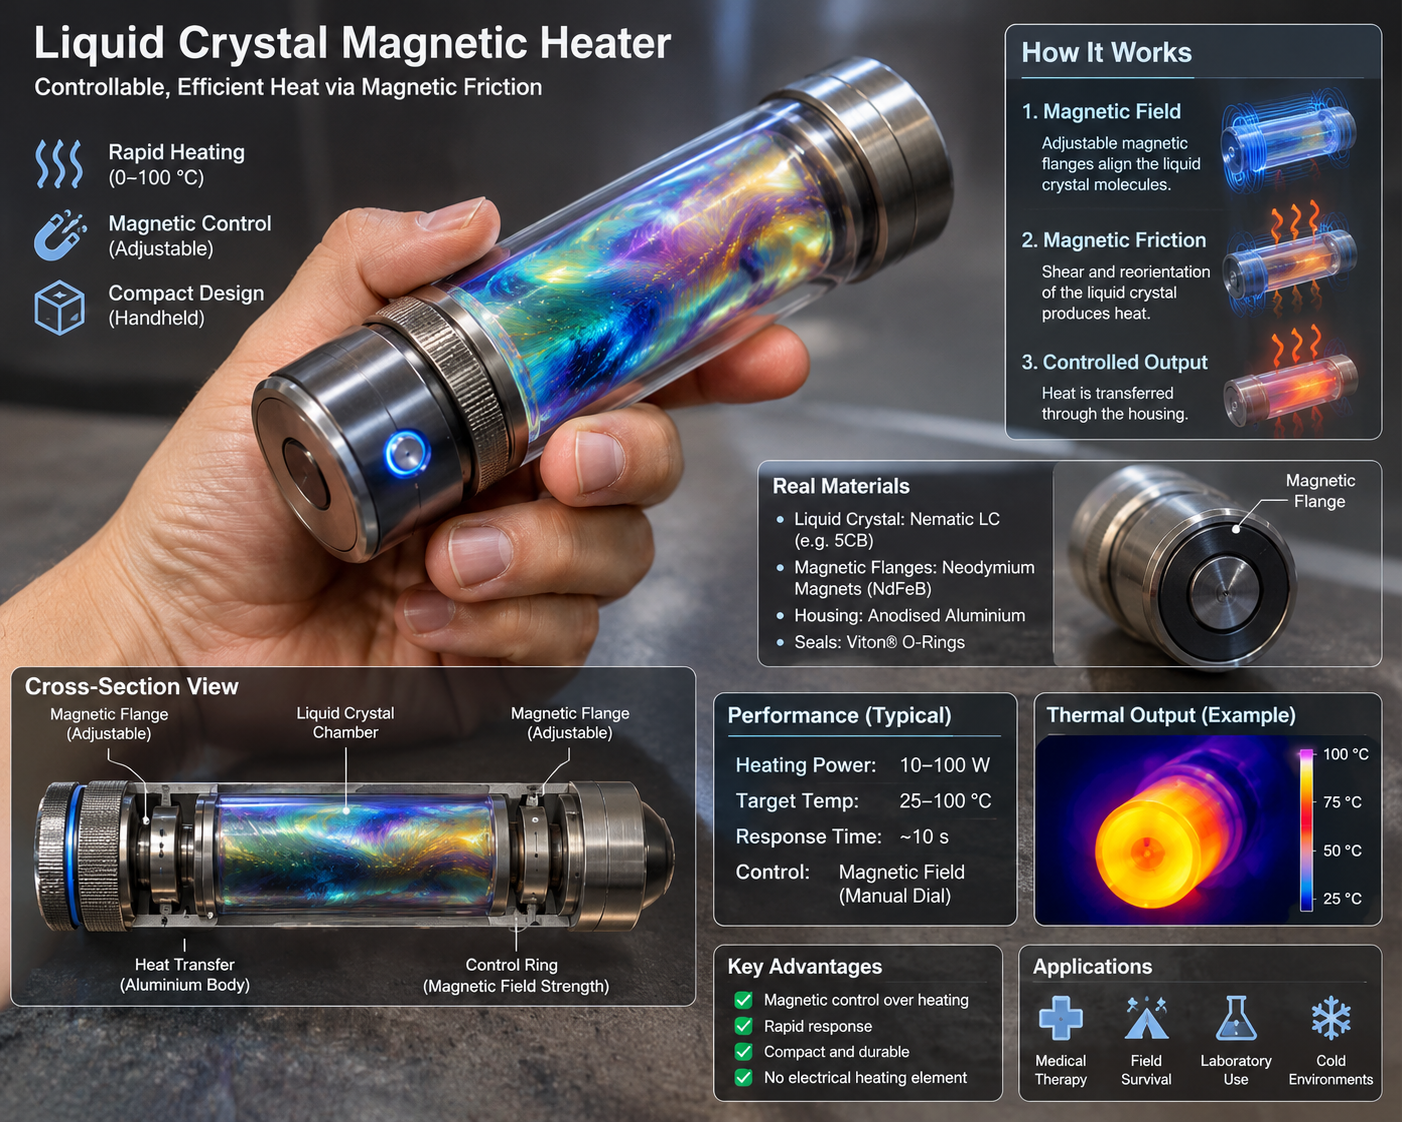 Liquid Crystal Magnetic Heater
Controllable, Efficient Heat via Magnetic Friction
Rapid Heating
(0–100 °C)
Magnetic Control
(Adjustable)
Compact Design
(Handheld)
How It Works
1. Magnetic Field
Adjustable magnetic
flanges align the liquid
crystal molecules.
2. Magnetic Friction
Shear and reorientation
of the liquid crystal
produces heat.
3. Controlled Output
Heat is transferred
through the housing.
Real Materials
• Liquid Crystal: Nematic LC
(e.g. 5CB)
• Magnetic Flanges: Neodymium
Magnets (NdFeB)
• Housing: Anodised Aluminium
• Seals: Viton® O-Rings
Magnetic
Flange
Cross-Section View
Magnetic Flange
(Adjustable)
Liquid Crystal
Chamber
Magnetic Flange
(Adjustable)
Heat Transfer
(Aluminium Body)
Control Ring
(Magnetic Field Strength)
Performance (Typical)
Heating Power: 10–100 W
Target Temp: 25–100 °C
Response Time: ~10 s
Control: Magnetic Field
(Manual Dial)
Thermal Output (Example)
100 °C
75 °C
50 °C
25 °C
Key Advantages
Magnetic control over heating
Rapid response
Compact and durable
No electrical heating element
Applications
Medical
Therapy
Field
Survival
Laboratory
Use
Cold
Environments